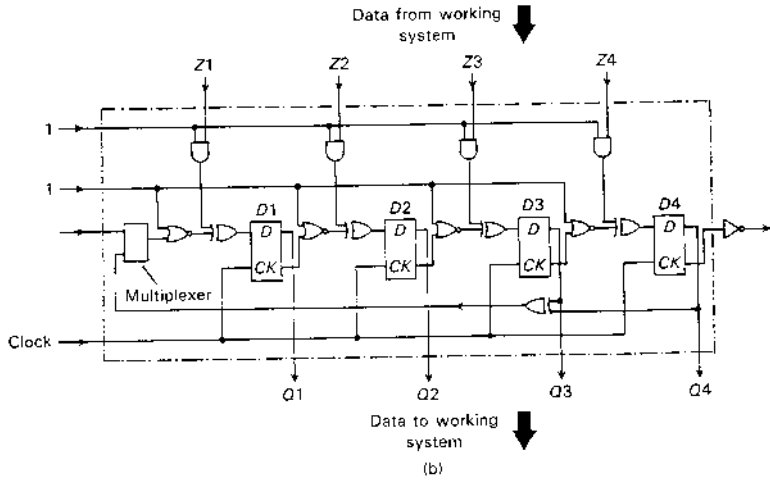 Data from working
system
Z1 Z2 Z3 Z4
1
1
D1 D2 D3 D4
D D D D
CK CK CK CK
Multiplexer
Clock
Q1 Q2 Q3 Q4
Data to working
system
(b)